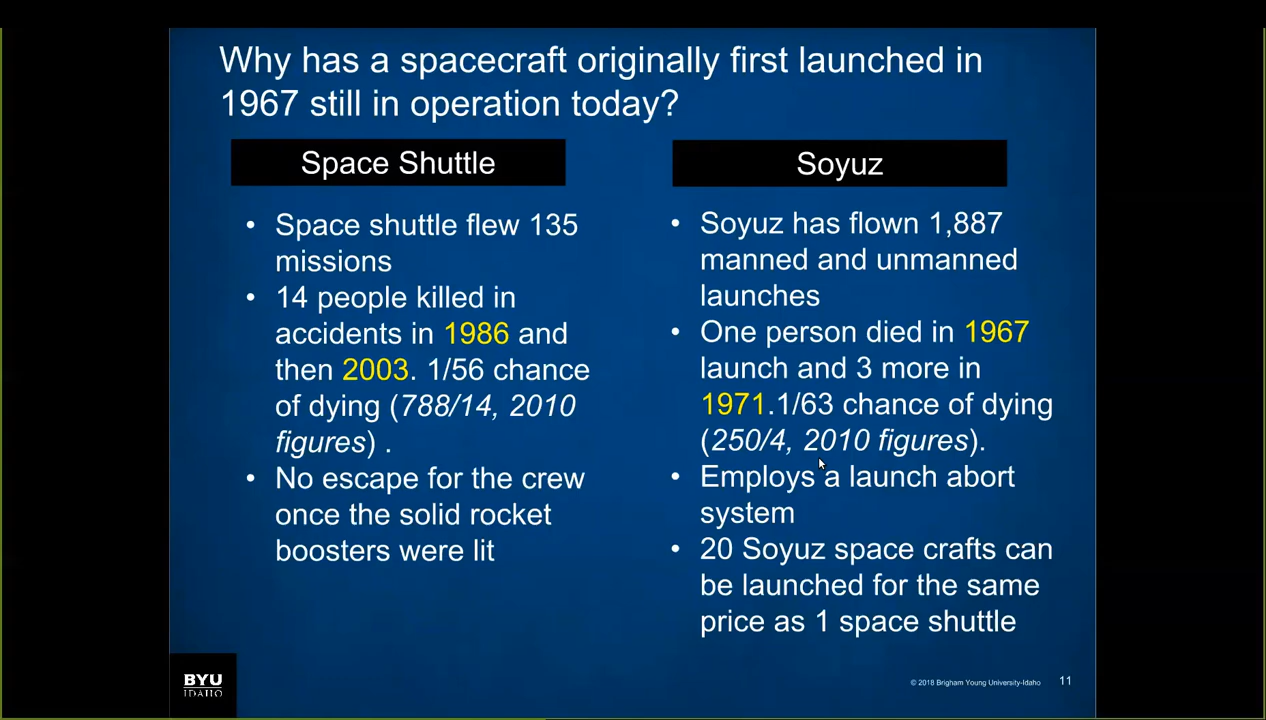 Why has a spacecraft originally first launched in
1967 still in operation today?
Space Shuttle
• Space shuttle flew 135
missions
• 14 people killed in
accidents in 1986 and
then 2003. 1/56 chance
of dying (788/14, 2010
figures) .
• No escape for the crew
once the solid rocket
boosters were lit
Soyuz
• Soyuz has flown 1,887
manned and unmanned
launches
• One person died in 1967
launch and 3 more in
1971.1/63 chance of dying
(250/4, 2010 figures).
• Employs a launch abort
system
• 20 Soyuz space crafts can
be launched for the same
price as 1 space shuttle
BYU
IDAHO
© 2018 Brigham Young University-Idaho
11